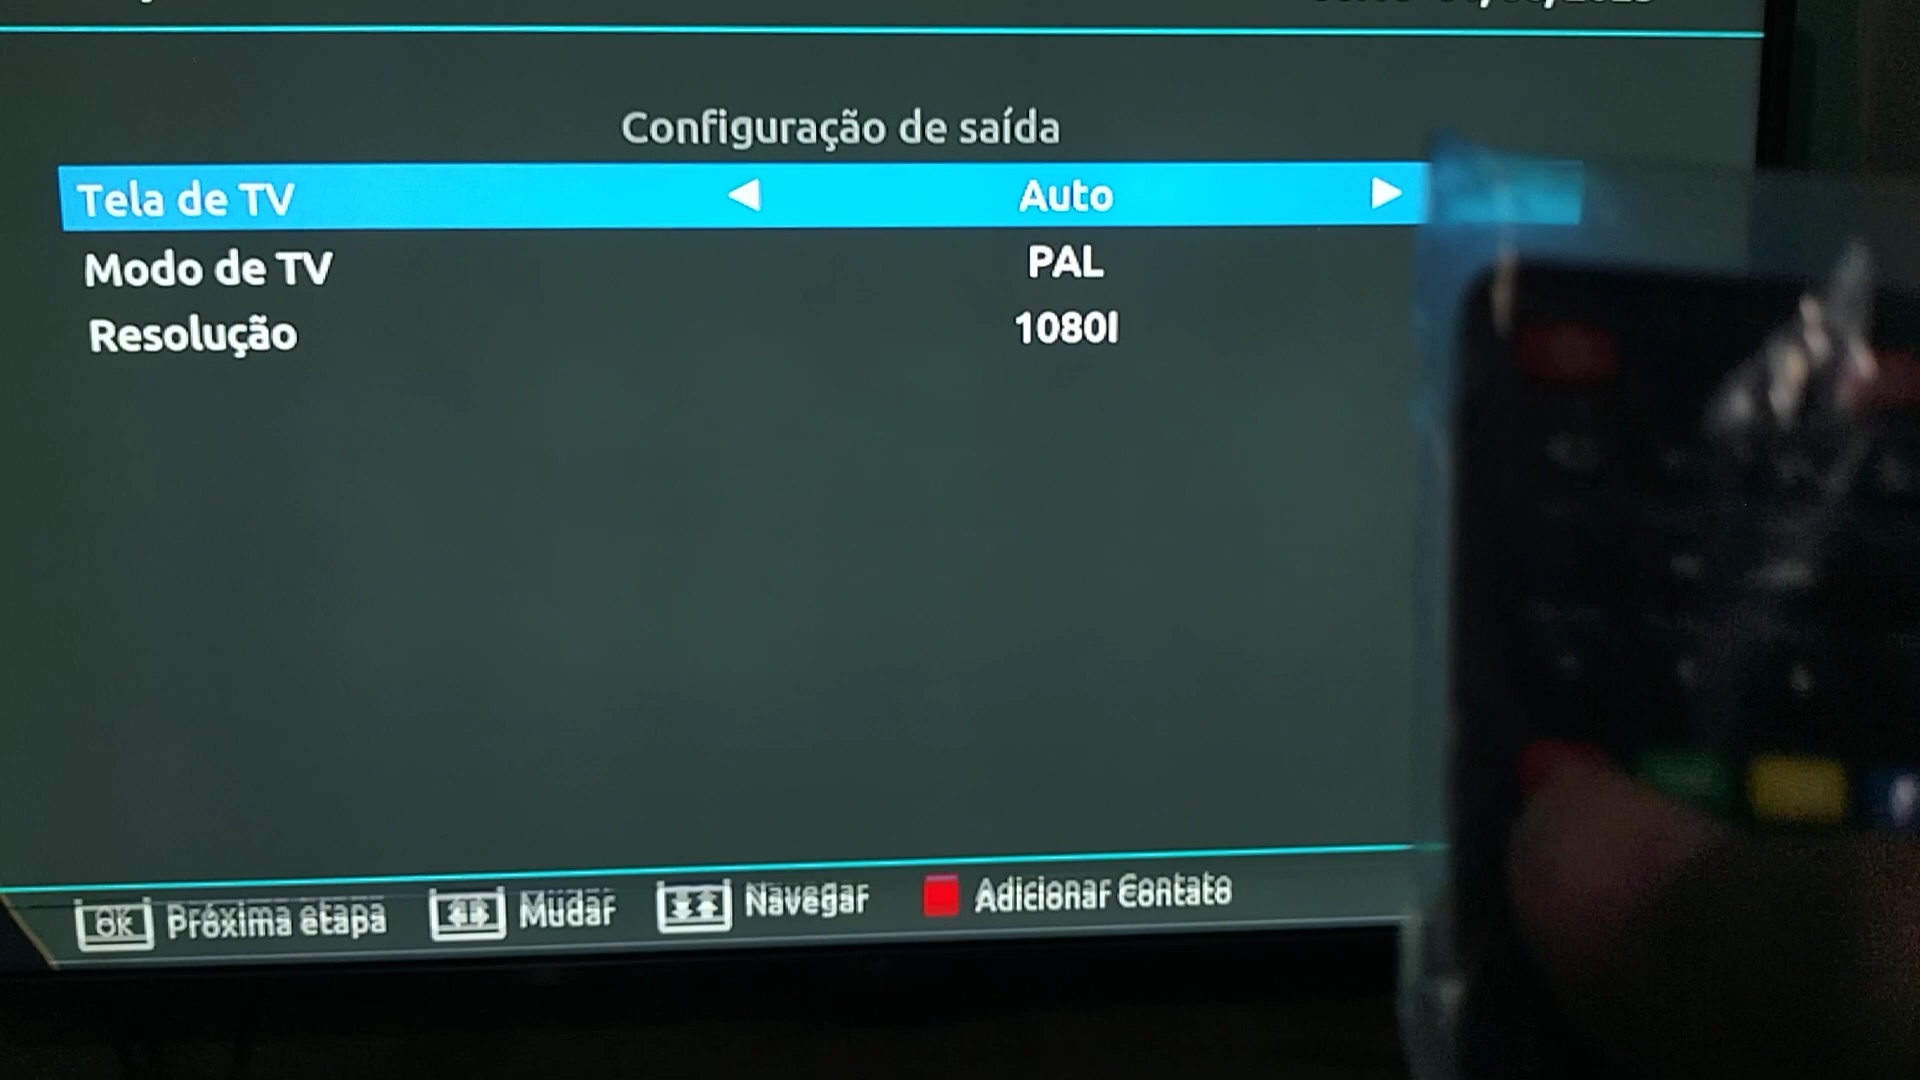 Configuração de saída
Tela de TV Auto
Modo de TV PAL
Resolução 1080I
OK Próxima etapa Mudar Navegar Adicionar Contato